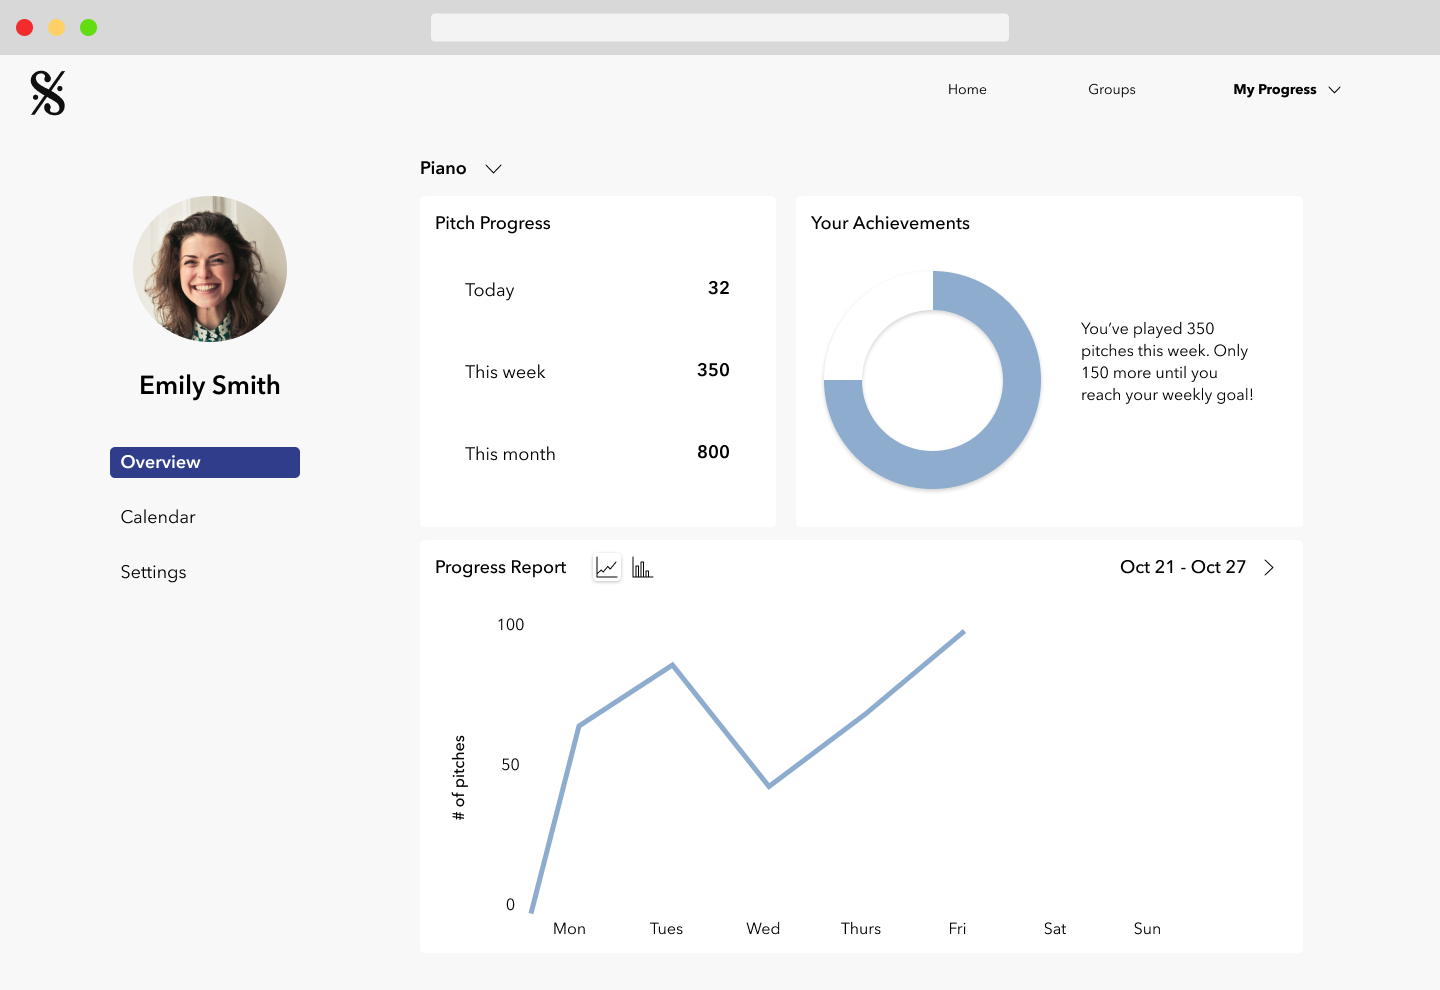 Home
Groups
My Progress
Piano
Emily Smith
Overview
Calendar
Settings
Pitch Progress
Today 32
This week 350
This month 800
Your Achievements
You’ve played 350
pitches this week. Only
150 more until you
reach your weekly goal!
Progress Report
Oct 21 - Oct 27
# of pitches
100
50
0
Mon Tues Wed Thurs Fri Sat Sun